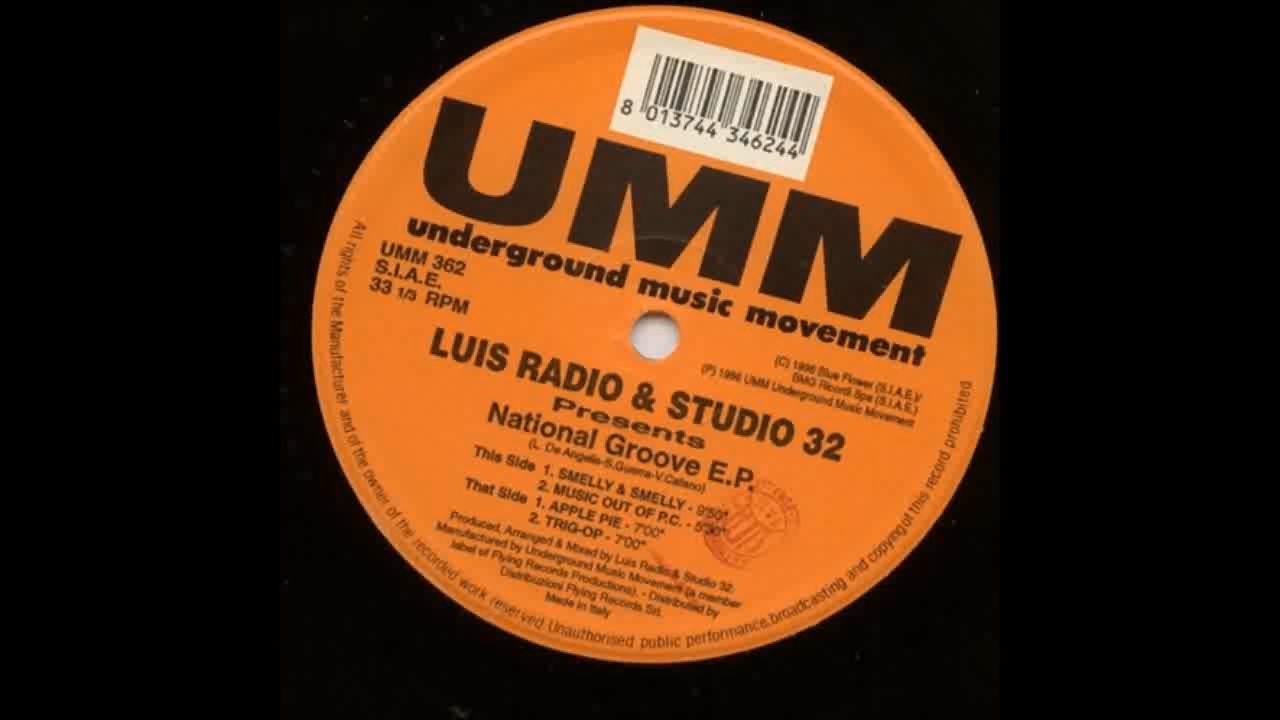 8 013744 346244
UMM
underground music movement
UMM 362
S.I.A.E.
33 1/3 RPM
(C) 1996 Blue Flower (S.I.A.E.)/
BMG Ricordi Spa (S.I.A.E.)
(P) 1996 UMM Underground Music Movement
LUIS RADIO & STUDIO 32
Presents
National Groove E.P.
(L. De Angelis-S.Guerra-V.Catano)
This Side 1. SMELLY & SMELLY - 9'50"
2. MUSIC OUT OF P.C. -
That Side 1. APPLE PIE - 7'00"
2. TRIG-OP - 7'00"
Produced, Arranged & Mixed by Luis Radio & Studio 32.
Manufactured by Underground Music Movement (a member
label of Flying Records Productions). - Distributed by
Distribuzioni Flying Records SrL.
Made in Italy
All rights of the Manufacturer and of the owner of the recorded work reserved Unauthorised public performance,broadcasting and copying of this record prohibited